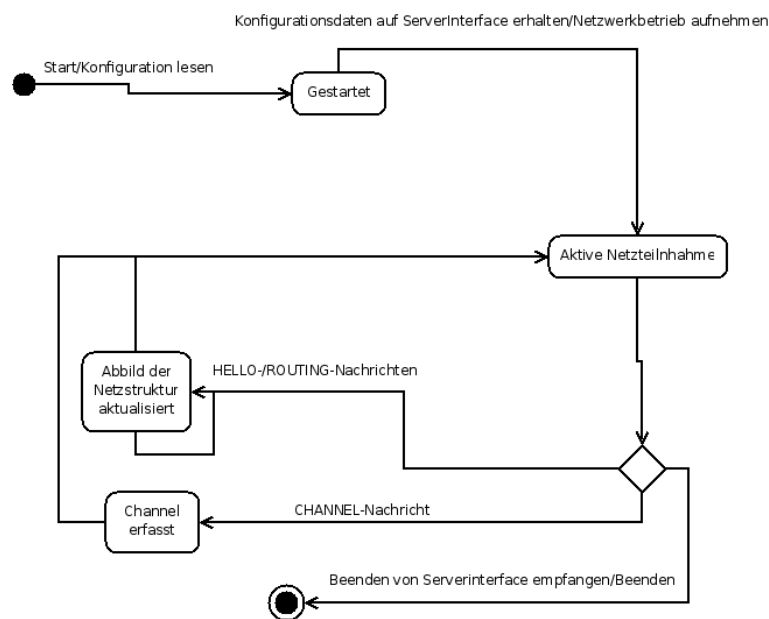 Konfigurationsdaten auf ServerInterface erhalten/Netzwerkbetrieb aufnehmen
Start/Konfiguration lesen
Gestartet
Aktive Netzteilnhahme
Abbild der
Netzstruktur
aktualisiert
HELLO-/ROUTING-Nachrichten
Channel
erfasst
CHANNEL-Nachricht
Beenden von Serverinterface empfangen/Beenden